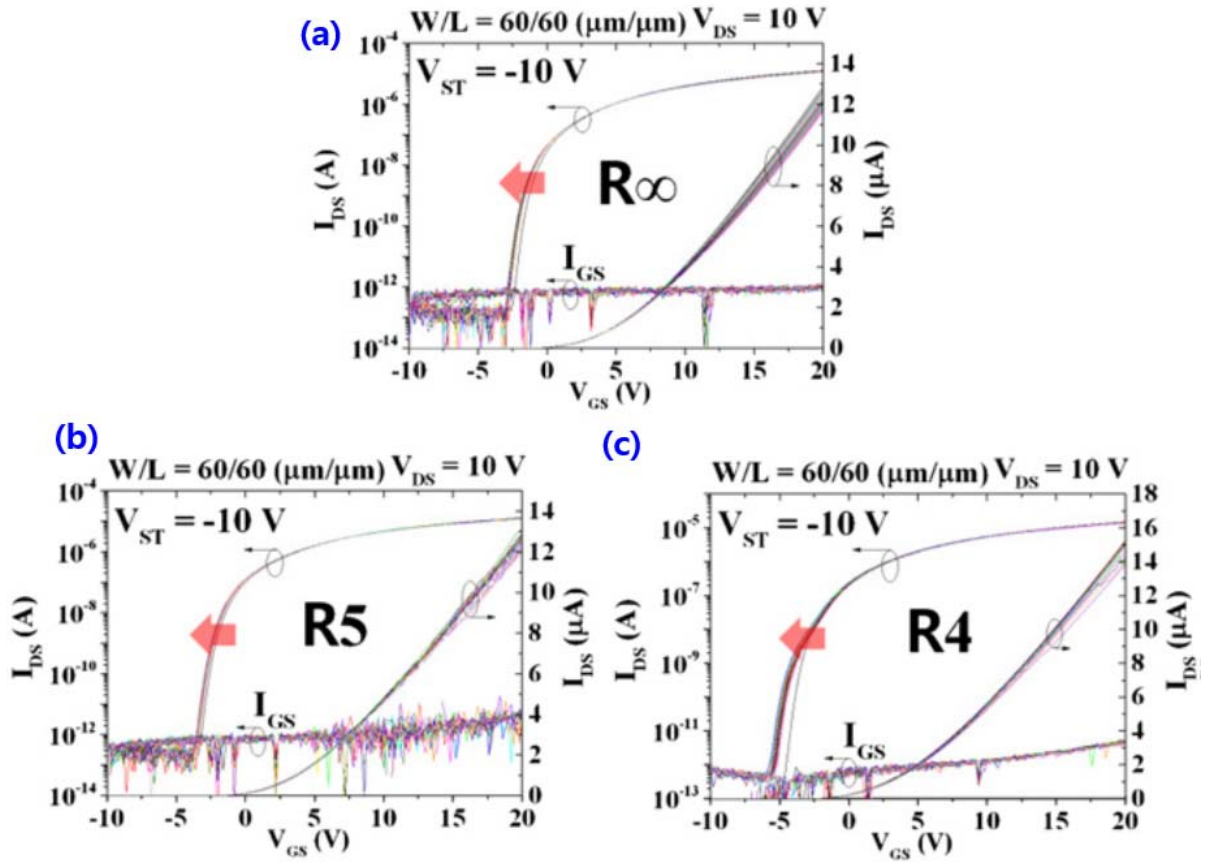 (a)
W/L = 60/60 (μm/μm) V_DS = 10 V
V_ST = -10 V
R∞
I_GS
I_DS (A)
10^-4
10^-6
10^-8
10^-10
10^-12
10^-14
I_DS (μA)
14
12
10
8
6
4
2
0
-10 -5 0 5 10 15 20
V_GS (V)
(b)
W/L = 60/60 (μm/μm) V_DS = 10 V
V_ST = -10 V
R5
I_GS
I_DS (A)
10^-4
10^-6
10^-8
10^-10
10^-12
10^-14
I_DS (μA)
14
12
10
8
6
4
2
0
-10 -5 0 5 10 15 20
V_GS (V)
(c)
W/L = 60/60 (μm/μm) V_DS = 10 V
V_ST = -10 V
R4
I_GS
I_DS (A)
10^-5
10^-7
10^-9
10^-11
10^-13
I_DS (μA)
18
16
14
12
10
8
6
4
2
0
-10 -5 0 5 10 15 20
V_GS (V)